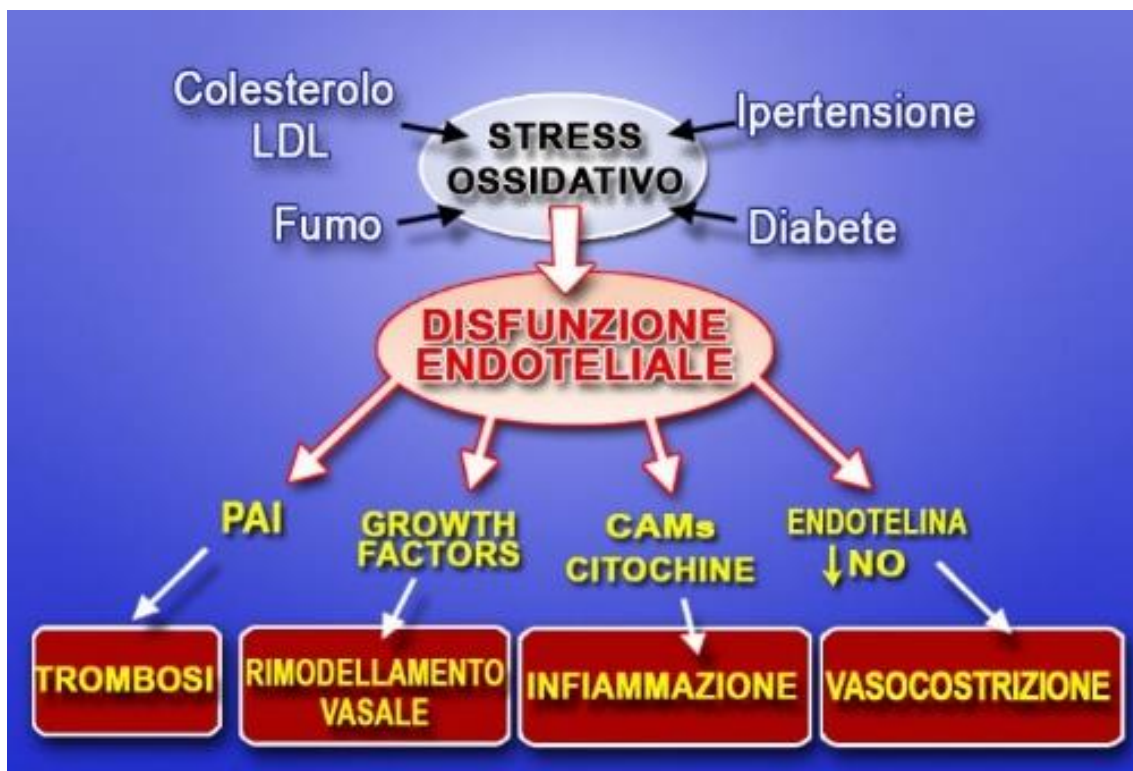 Colesterolo
LDL
Ipertensione
STRESS
OSSIDATIVO
Fumo
Diabete
DISFUNZIONE
ENDOTELIALE
PAI
GROWTH
FACTORS
CAMs
CITOCHINE
ENDOTELINA
↓NO
TROMBOSI
RIMODELLAMENTO
VASALE
INFIAMMAZIONE
VASOCOSTRIZIONE